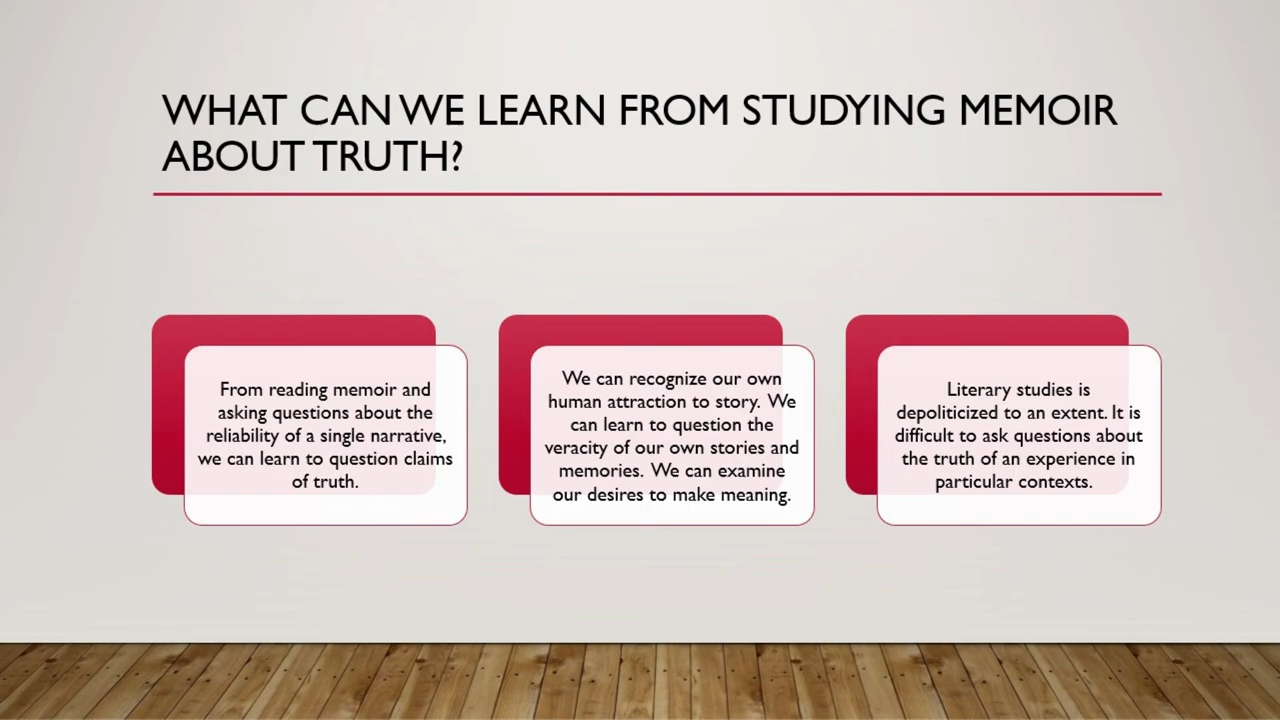 WHAT CAN WE LEARN FROM STUDYING MEMOIR
ABOUT TRUTH?
From reading memoir and
asking questions about the
reliability of a single narrative,
we can learn to question claims
of truth.
We can recognize our own
human attraction to story. We
can learn to question the
veracity of our own stories and
memories. We can examine
our desires to make meaning.
Literary studies is
depoliticized to an extent. It is
difficult to ask questions about
the truth of an experience in
particular contexts.